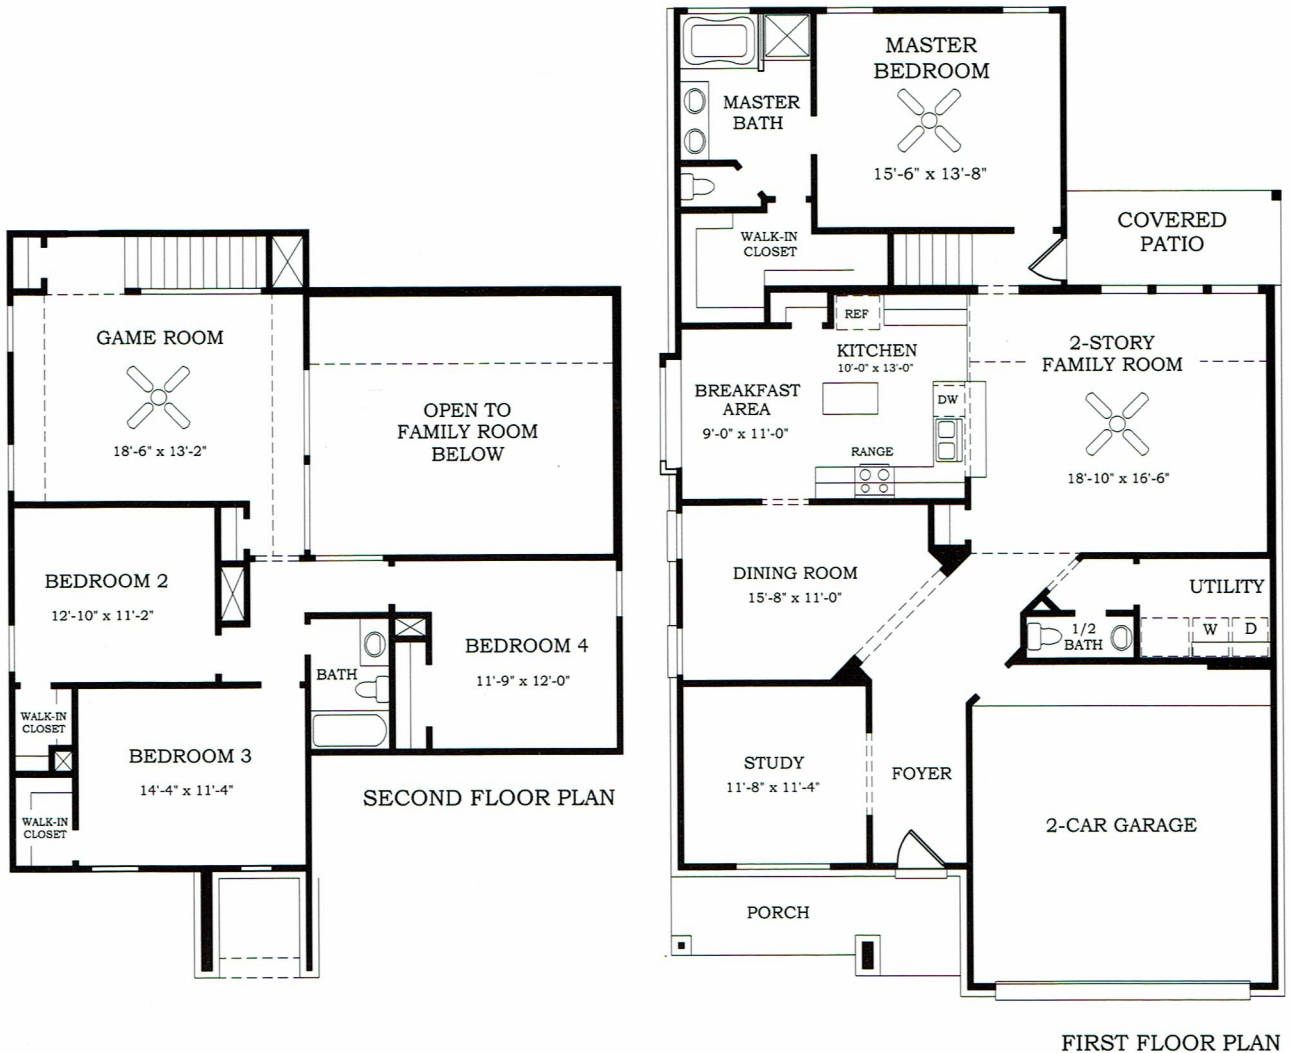 GAME ROOM
18'-6" x 13'-2"
OPEN TO
FAMILY ROOM
BELOW
BEDROOM 2
12'-10" x 11'-2"
BEDROOM 4
11'-9" x 12'-0"
BATH
WALK-IN
CLOSET
BEDROOM 3
14'-4" x 11'-4"
WALK-IN
CLOSET
SECOND FLOOR PLAN
MASTER
BEDROOM
15'-6" x 13'-8"
MASTER
BATH
WALK-IN
CLOSET
COVERED
PATIO
REF
KITCHEN
10'-0" x 13'-0"
BREAKFAST
AREA
9'-0" x 11'-0"
DW
RANGE
2-STORY
FAMILY ROOM
18'-10" x 16'-6"
DINING ROOM
15'-8" x 11'-0"
UTILITY
W
D
1/2
BATH
STUDY
11'-8" x 11'-4"
FOYER
2-CAR GARAGE
PORCH
FIRST FLOOR PLAN